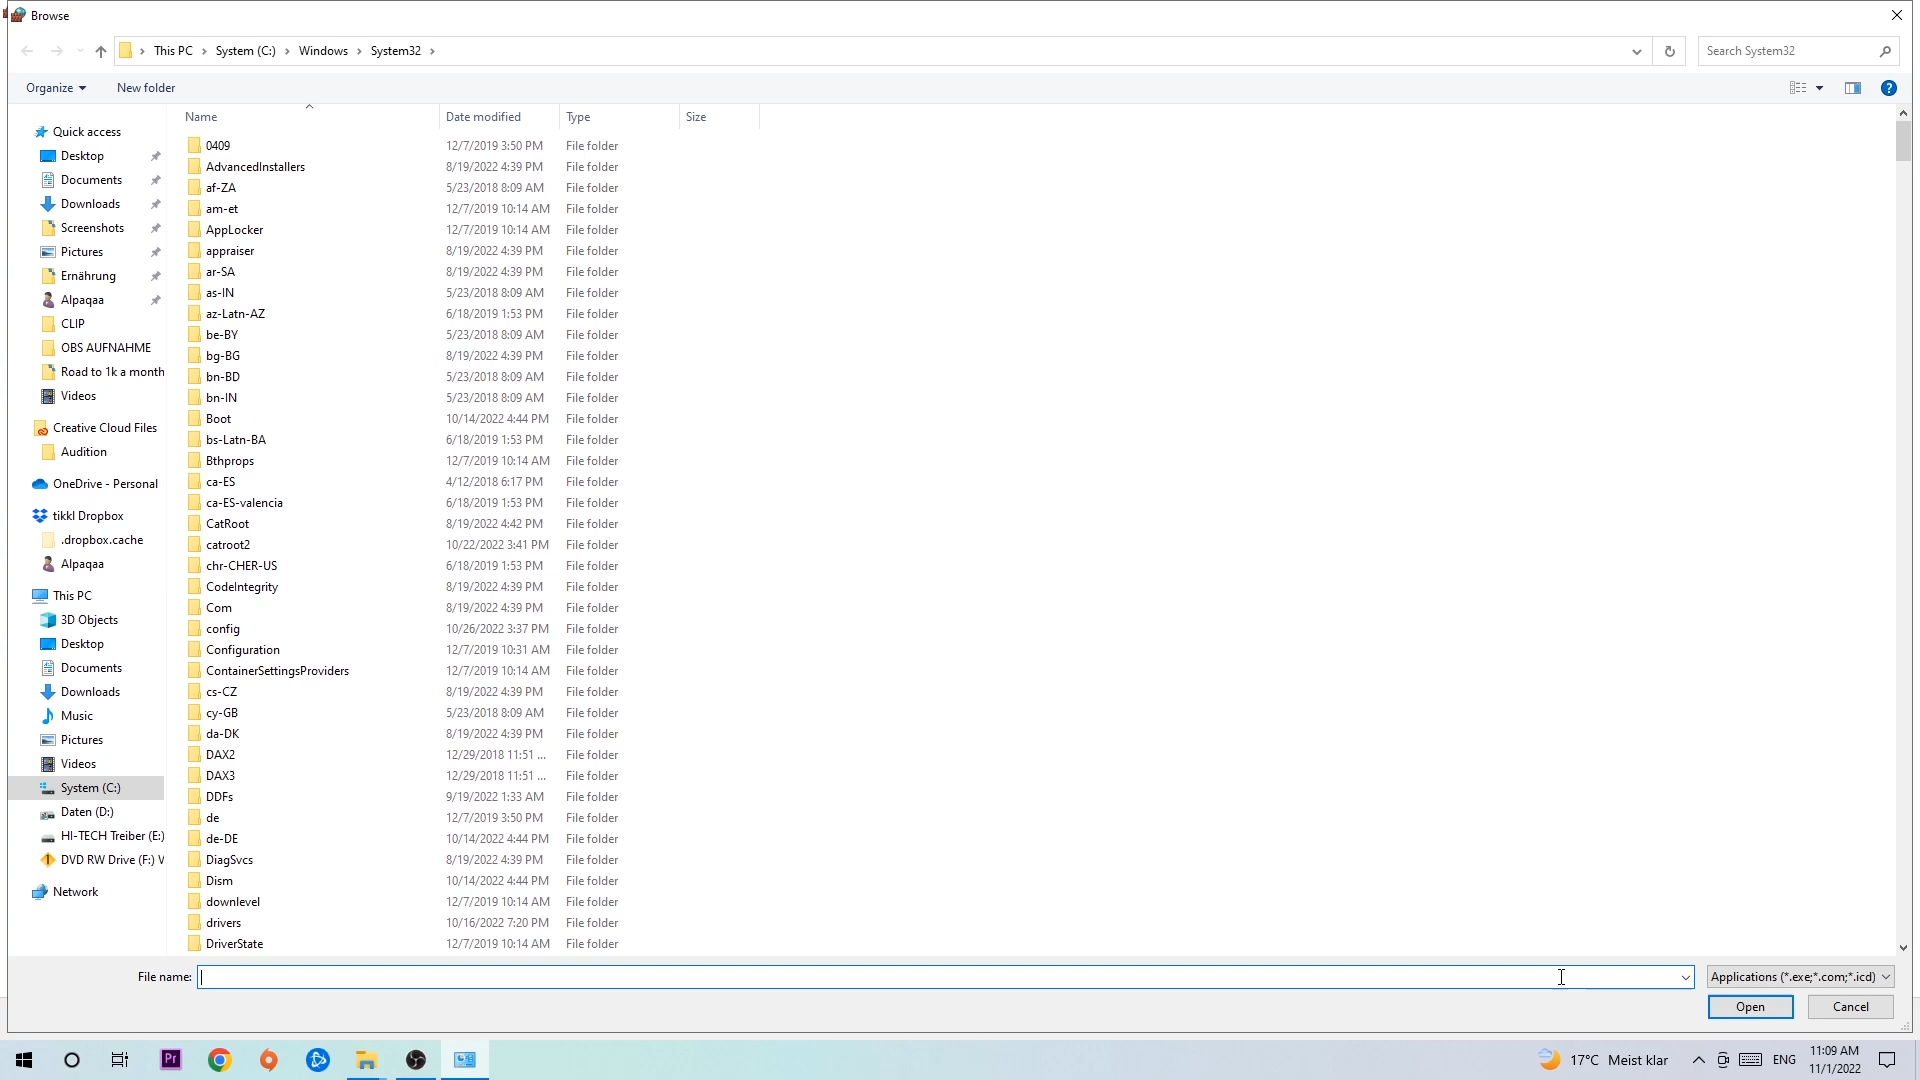 Browse
This PC System (C:) Windows System32
Search System32
Organize New folder
Name Date modified Type Size
Quick access
Desktop
Documents
Downloads
Screenshots
Pictures
Ernährung
Alpaqaa
CLIP
OBS AUFNAHME
Road to 1k a month
Videos
Creative Cloud Files
Audition
OneDrive - Personal
tikkl Dropbox
.dropbox.cache
Alpaqaa
This PC
3D Objects
Desktop
Documents
Downloads
Music
Pictures
Videos
System (C:)
Daten (D:)
HI-TECH Treiber (E:)
DVD RW Drive (F:) V
Network
0409 12/7/2019 3:50 PM File folder
AdvancedInstallers 8/19/2022 4:39 PM File folder
af-ZA 5/23/2018 8:09 AM File folder
am-et 12/7/2019 10:14 AM File folder
AppLocker 12/7/2019 10:14 AM File folder
appraiser 8/19/2022 4:39 PM File folder
ar-SA 8/19/2022 4:39 PM File folder
as-IN 5/23/2018 8:09 AM File folder
az-Latn-AZ 6/18/2019 1:53 PM File folder
be-BY 5/23/2018 8:09 AM File folder
bg-BG 8/19/2022 4:39 PM File folder
bn-BD 5/23/2018 8:09 AM File folder
bn-IN 5/23/2018 8:09 AM File folder
Boot 10/14/2022 4:44 PM File folder
bs-Latn-BA 6/18/2019 1:53 PM File folder
Bthprops 12/7/2019 10:14 AM File folder
ca-ES 4/12/2018 6:17 PM File folder
ca-ES-valencia 6/18/2019 1:53 PM File folder
CatRoot 8/19/2022 4:42 PM File folder
catroot2 10/22/2022 3:41 PM File folder
chr-CHER-US 6/18/2019 1:53 PM File folder
CodeIntegrity 8/19/2022 4:39 PM File folder
Com 8/19/2022 4:39 PM File folder
config 10/26/2022 3:37 PM File folder
Configuration 12/7/2019 10:31 AM File folder
ContainerSettingsProviders 12/7/2019 10:14 AM File folder
cs-CZ 8/19/2022 4:39 PM File folder
cy-GB 5/23/2018 8:09 AM File folder
da-DK 8/19/2022 4:39 PM File folder
DAX2 12/29/2018 11:51 ... File folder
DAX3 12/29/2018 11:51 ... File folder
DDFs 9/19/2022 1:33 AM File folder
de 12/7/2019 3:50 PM File folder
de-DE 10/14/2022 4:44 PM File folder
DiagSvcs 8/19/2022 4:39 PM File folder
Dism 10/14/2022 4:44 PM File folder
downlevel 12/7/2019 10:14 AM File folder
drivers 10/16/2022 7:20 PM File folder
DriverState 12/7/2019 10:14 AM File folder
File name: Applications (*.exe;*.com;*.icd)
Open Cancel
Pr
17°C Meist klar ENG 11:09 AM
11/1/2022